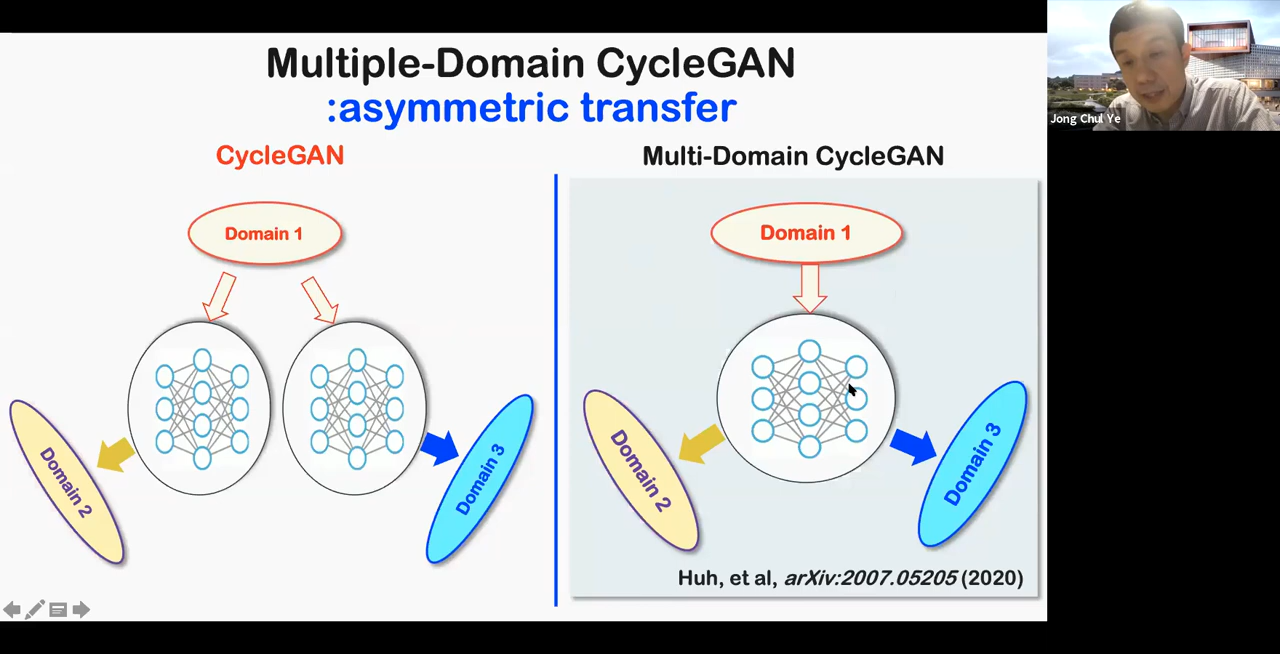 Multiple-Domain CycleGAN
:asymmetric transfer
CycleGAN
Domain 1
Domain 2
Domain 3
Multi-Domain CycleGAN
Domain 1
Domain 2
Domain 3
Huh, et al, arXiv:2007.05205 (2020)
Jong Chul Ye